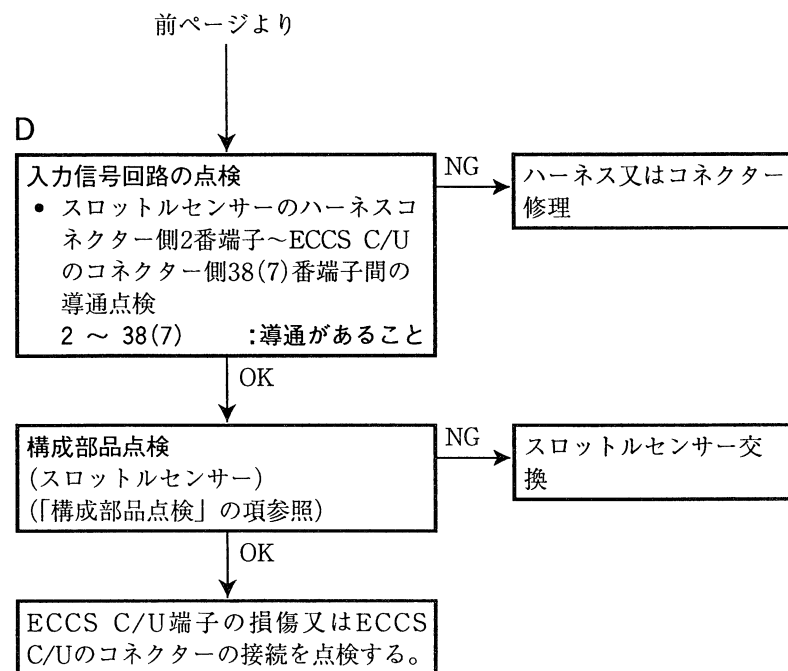 前ページより
D
入力信号回路の点検
• スロットルセンサーのハーネスコ
ネクター側2番端子～ECCS C/U
のコネクター側38(7)番端子間の
導通点検
2 ～ 38(7) :導通があること
NG
ハーネス又はコネクター
修理
OK
構成部品点検
(スロットルセンサー)
(「構成部品点検」の項参照)
NG
スロットルセンサー交
換
OK
ECCS C/U端子の損傷又はECCS
C/Uのコネクターの接続を点検する。